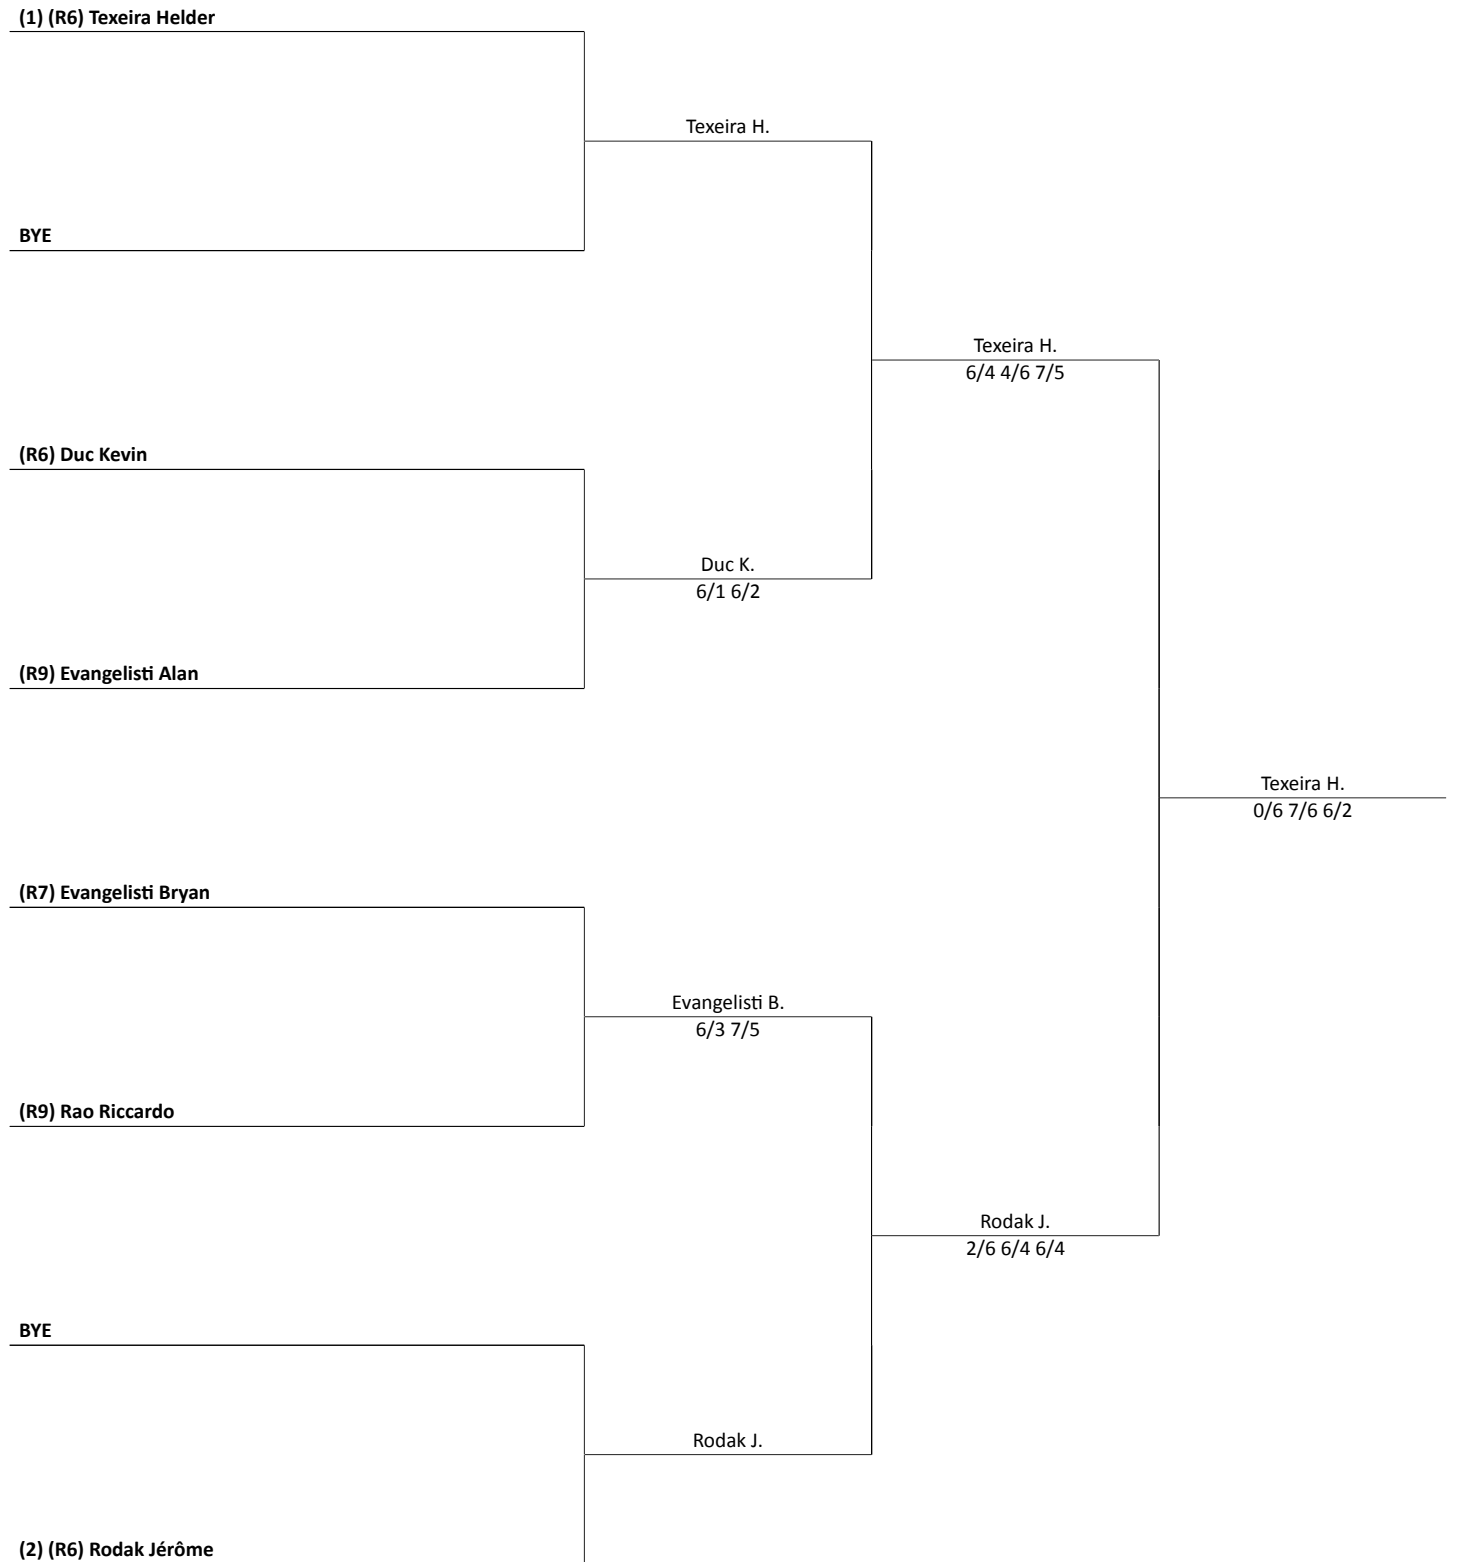 (1) (R6) Texeira Helder
Texeira H.
BYE
Texeira H.
6/4 4/6 7/5
(R6) Duc Kevin
Duc K.
6/1 6/2
(R9) Evangelisti Alan
Texeira H.
0/6 7/6 6/2
(R7) Evangelisti Bryan
Evangelisti B.
6/3 7/5
(R9) Rao Riccardo
Rodak J.
2/6 6/4 6/4
BYE
Rodak J.
(2) (R6) Rodak Jérôme